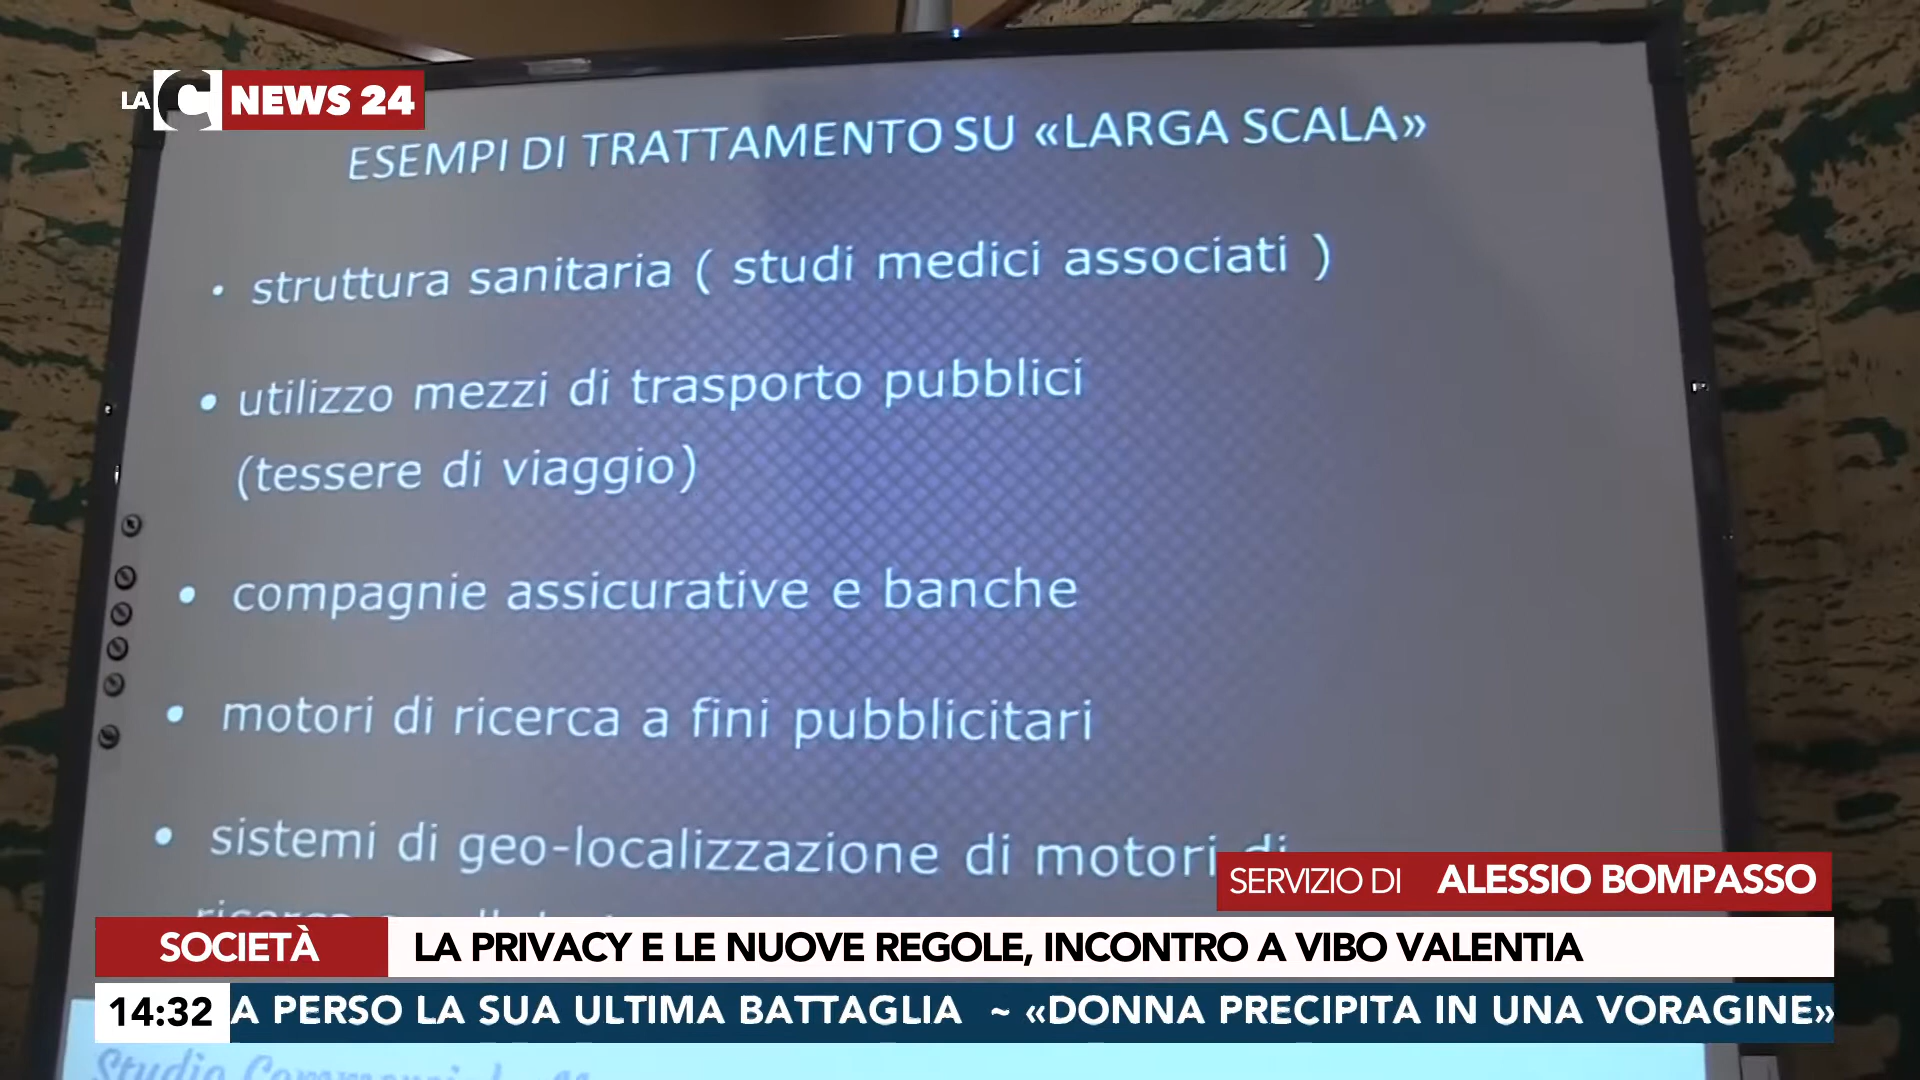 LA C NEWS 24
ESEMPI DI TRATTAMENTO SU «LARGA SCALA»
• struttura sanitaria ( studi medici associati )
• utilizzo mezzi di trasporto pubblici
(tessere di viaggio)
• compagnie assicurative e banche
• motori di ricerca a fini pubblicitari
• sistemi di geo-localizzazione di motori di
SERVIZIO DI ALESSIO BOMPASSO
SOCIETÀ LA PRIVACY E LE NUOVE REGOLE, INCONTRO A VIBO VALENTIA
14:32 A PERSO LA SUA ULTIMA BATTAGLIA ~ «DONNA PRECIPITA IN UNA VORAGINE»
Studio